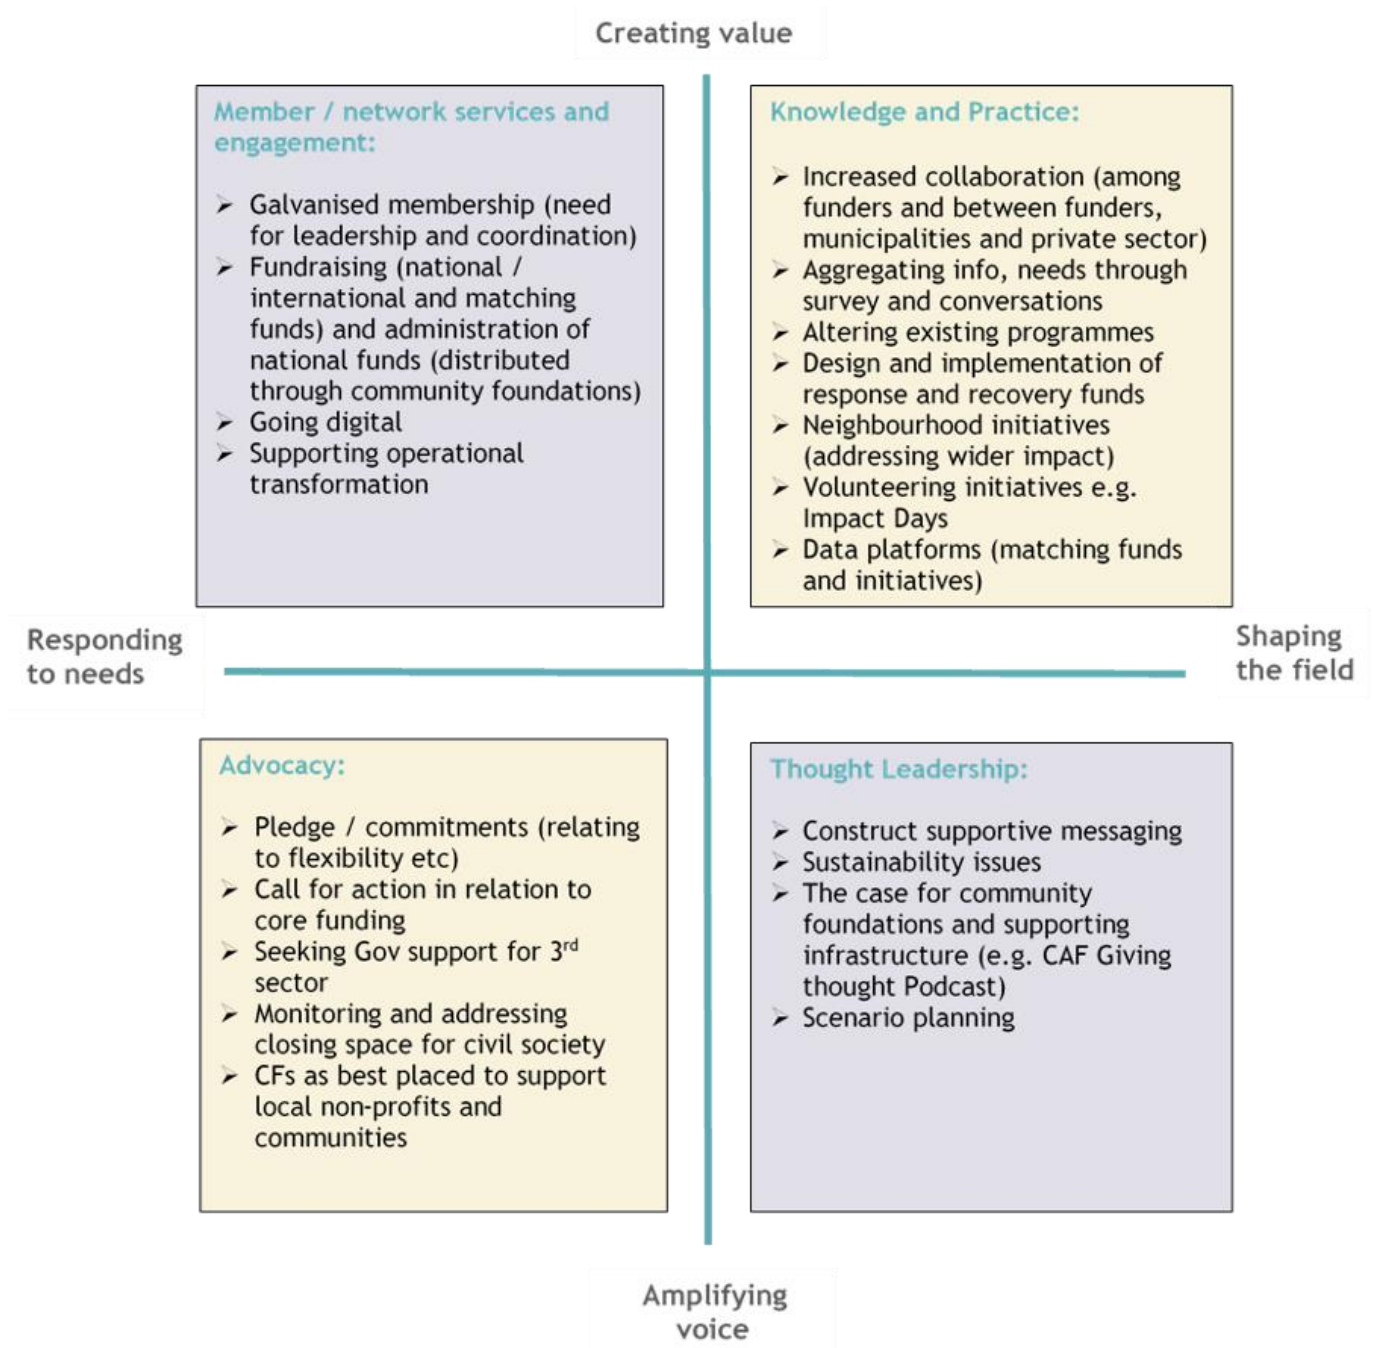 Creating value
Member / network services and
engagement:
➢ Galvanised membership (need
for leadership and coordination)
➢ Fundraising (national /
international and matching
funds) and administration of
national funds (distributed
through community foundations)
➢ Going digital
➢ Supporting operational
transformation
Knowledge and Practice:
➢ Increased collaboration (among
funders and between funders,
municipalities and private sector)
➢ Aggregating info, needs through
survey and conversations
➢ Altering existing programmes
➢ Design and implementation of
response and recovery funds
➢ Neighbourhood initiatives
(addressing wider impact)
➢ Volunteering initiatives e.g.
Impact Days
➢ Data platforms (matching funds
and initiatives)
Responding
to needs
Shaping
the field
Advocacy:
➢ Pledge / commitments (relating
to flexibility etc)
➢ Call for action in relation to
core funding
➢ Seeking Gov support for 3rd
sector
➢ Monitoring and addressing
closing space for civil society
➢ CFs as best placed to support
local non-profits and
communities
Thought Leadership:
➢ Construct supportive messaging
➢ Sustainability issues
➢ The case for community
foundations and supporting
infrastructure (e.g. CAF Giving
thought Podcast)
➢ Scenario planning
Amplifying
voice